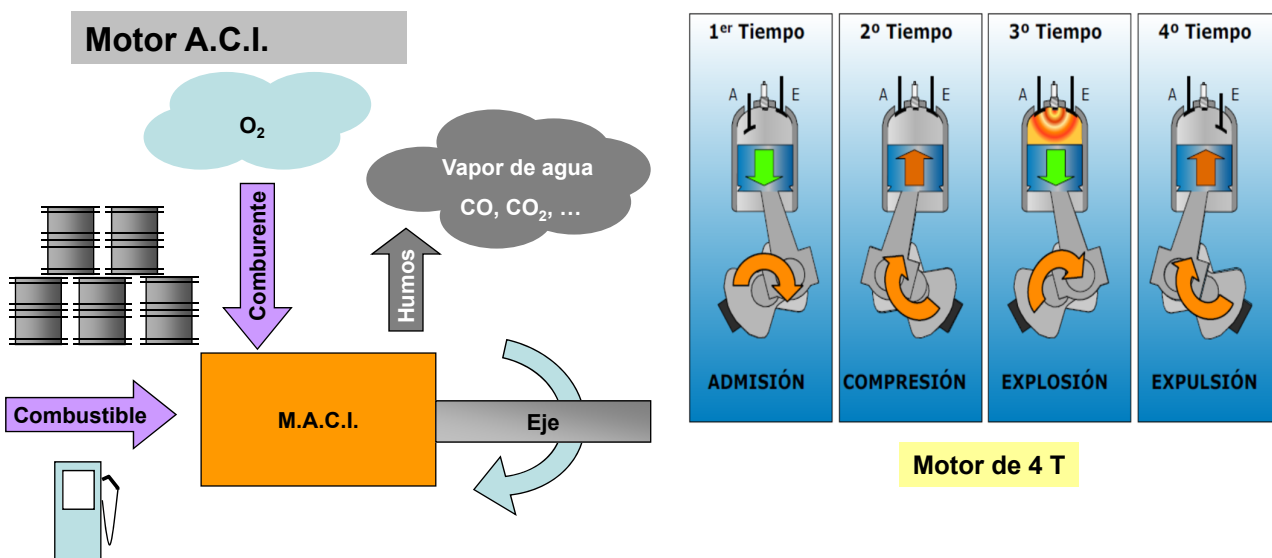 Motor A.C.I.
O₂
Comburente
Vapor de agua
CO, CO₂, …
Humos
Combustible
M.A.C.I.
Eje
1er Tiempo
A E
ADMISIÓN
2º Tiempo
A E
COMPRESIÓN
3º Tiempo
A E
EXPLOSIÓN
4º Tiempo
A E
EXPULSIÓN
Motor de 4 T